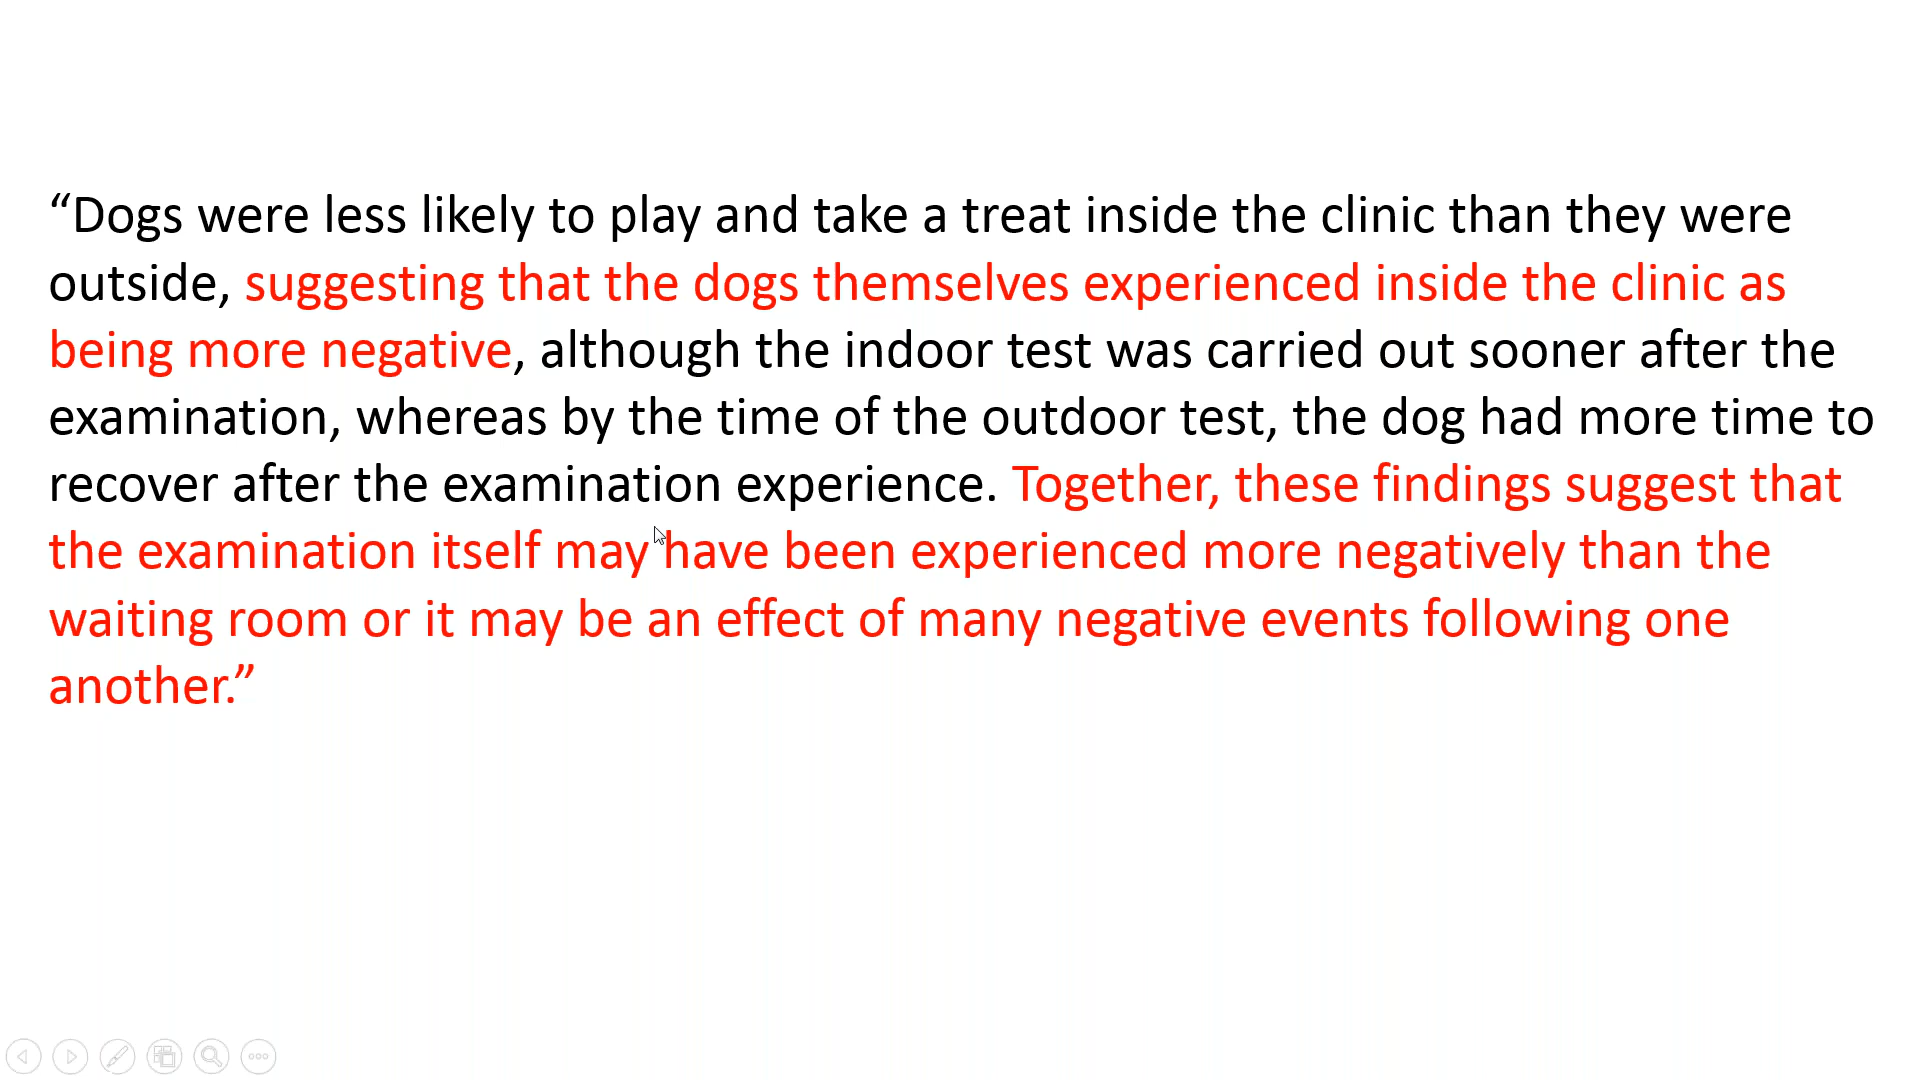 “Dogs were less likely to play and take a treat inside the clinic than they were
outside, suggesting that the dogs themselves experienced inside the clinic as
being more negative, although the indoor test was carried out sooner after the
examination, whereas by the time of the outdoor test, the dog had more time to
recover after the examination experience. Together, these findings suggest that
the examination itself may have been experienced more negatively than the
waiting room or it may be an effect of many negative events following one
another.”